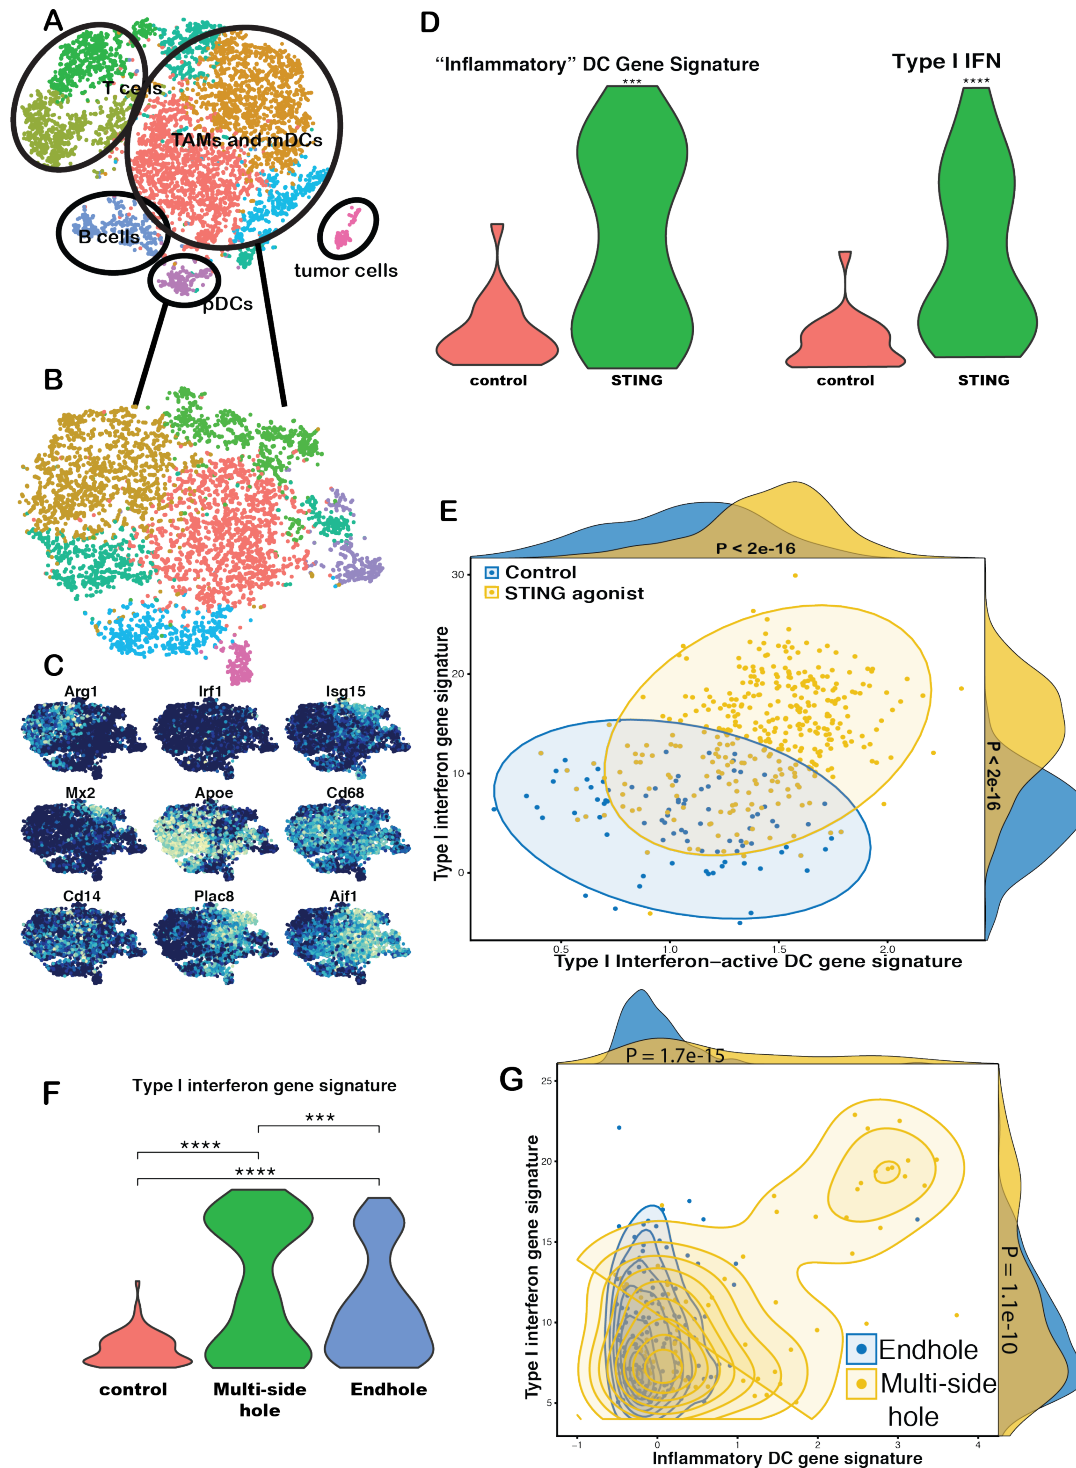 A
T cells
TAMs and mDCs
B cells
tumor cells
pDCs
B
C
Arg1
Irf1
Isg15
Mx2
Apoe
Cd68
Cd14
Plac8
Aif1
D
“Inflammatory” DC Gene Signature
***
control
STING
Type I IFN
****
control
STING
E
P < 2e-16
Control
STING agonist
30
20
10
0
Type I interferon gene signature
P < 2e-16
0.5
1.0
1.5
2.0
Type I Interferon–active DC gene signature
F
Type I interferon gene signature
***
****
****
control
Multi-side
hole
Endhole
G
P = 1.7e-15
25
20
15
10
5
Type I interferon gene signature
P = 1.1e-10
Endhole
Multi-side
hole
−1
0
1
2
3
4
Inflammatory DC gene signature